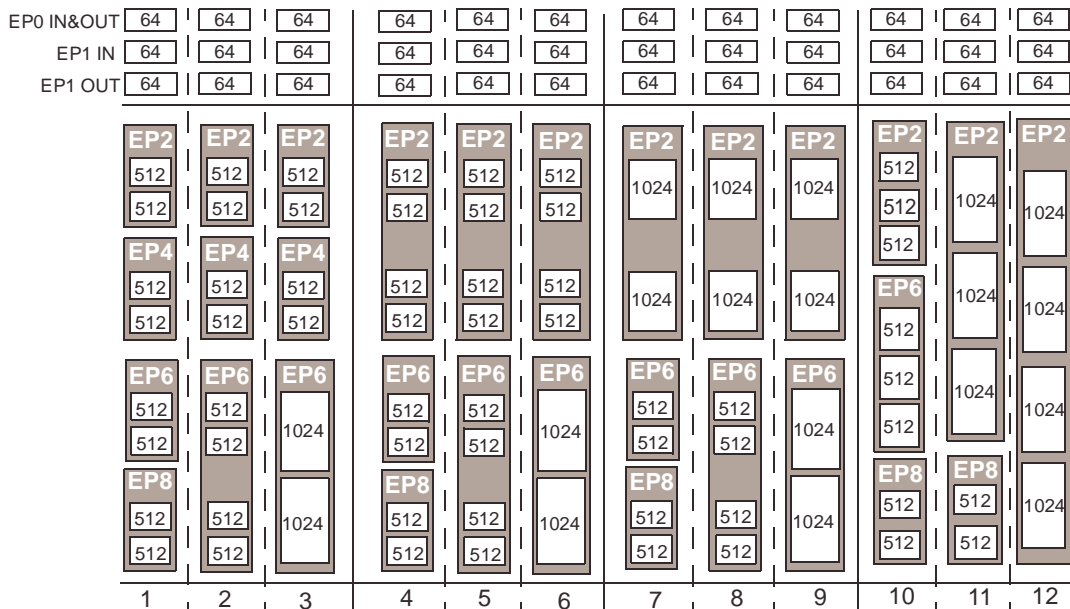 EP0 IN&OUT 64 64 64 64 64 64 64 64 64 64 64 64
EP1 IN 64 64 64 64 64 64 64 64 64 64 64 64
EP1 OUT 64 64 64 64 64 64 64 64 64 64 64 64
EP2 EP2 EP2 EP2 EP2 EP2 EP2 EP2 EP2 EP2 EP2 EP2
512 512 512 512 512 512 1024 1024 1024 512 1024 1024
512 512 512 512 512 512 512
512
EP4 EP4 EP4
512 512 512 512 512 512 1024 1024 1024 EP6 1024 1024
512 512 512 512 512 512 512
EP6 EP6 EP6 EP6 EP6 EP6 EP6 EP6 EP6 512
512 512 1024 512 512 1024 512 512 1024 512 1024 1024
512 512 512 512 512 512
EP8 EP8 EP8 EP8 EP8
512 512 1024 512 512 1024 512 512 1024 512 512 1024
512 512 512 512 512 512 512 512
1 2 3 4 5 6 7 8 9 10 11 12